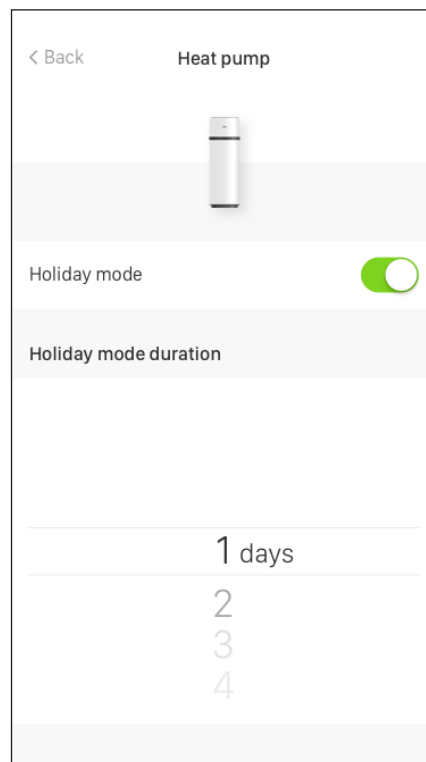 < Back Heat pump
Holiday mode
Holiday mode duration
1 days
2
3
4